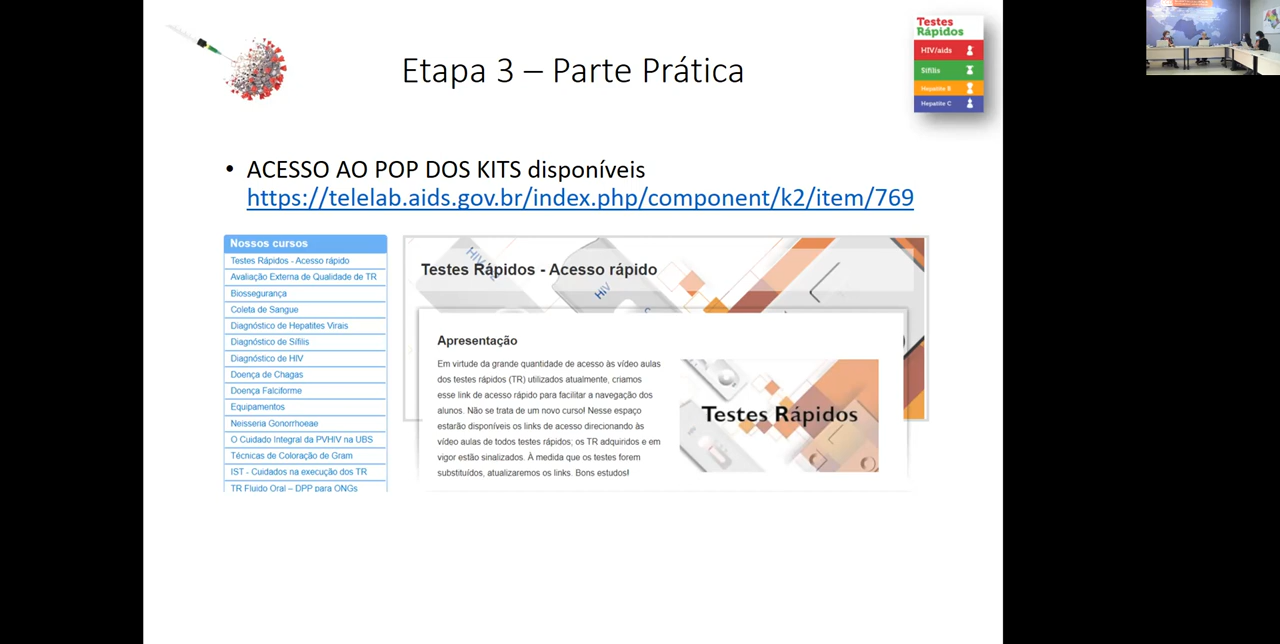 Testes
Rápidos
HIV/aids
Sífilis
Hepatite B
Hepatite C
Etapa 3 – Parte Prática
• ACESSO AO POP DOS KITS disponíveis
https://telelab.aids.gov.br/index.php/component/k2/item/769
Nossos cursos
Testes Rápidos - Acesso rápido
Avaliação Externa de Qualidade de TR
Biossegurança
Coleta de Sangue
Diagnóstico de Hepatites Virais
Diagnóstico de Sífilis
Diagnóstico de HIV
Doença de Chagas
Doença Falciforme
Equipamentos
Neisseria Gonorrhoeae
O Cuidado Integral da PVHIV na UBS
Técnicas de Coloração de Gram
IST - Cuidados na execução dos TR
TR Fluido Oral – DPP para ONGs
HIV
HIV
Testes Rápidos - Acesso rápido
Apresentação
Em virtude da grande quantidade de acesso às vídeo aulas
dos testes rápidos (TR) utilizados atualmente, criamos
esse link de acesso rápido para facilitar a navegação dos
alunos. Não se trata de um novo curso! Nesse espaço
estarão disponíveis os links de acesso direcionando às
vídeo aulas de todos testes rápidos; os TR adquiridos e em
vigor estão sinalizados. À medida que os testes forem
substituídos, atualizaremos os links. Bons estudos!
Testes Rápidos